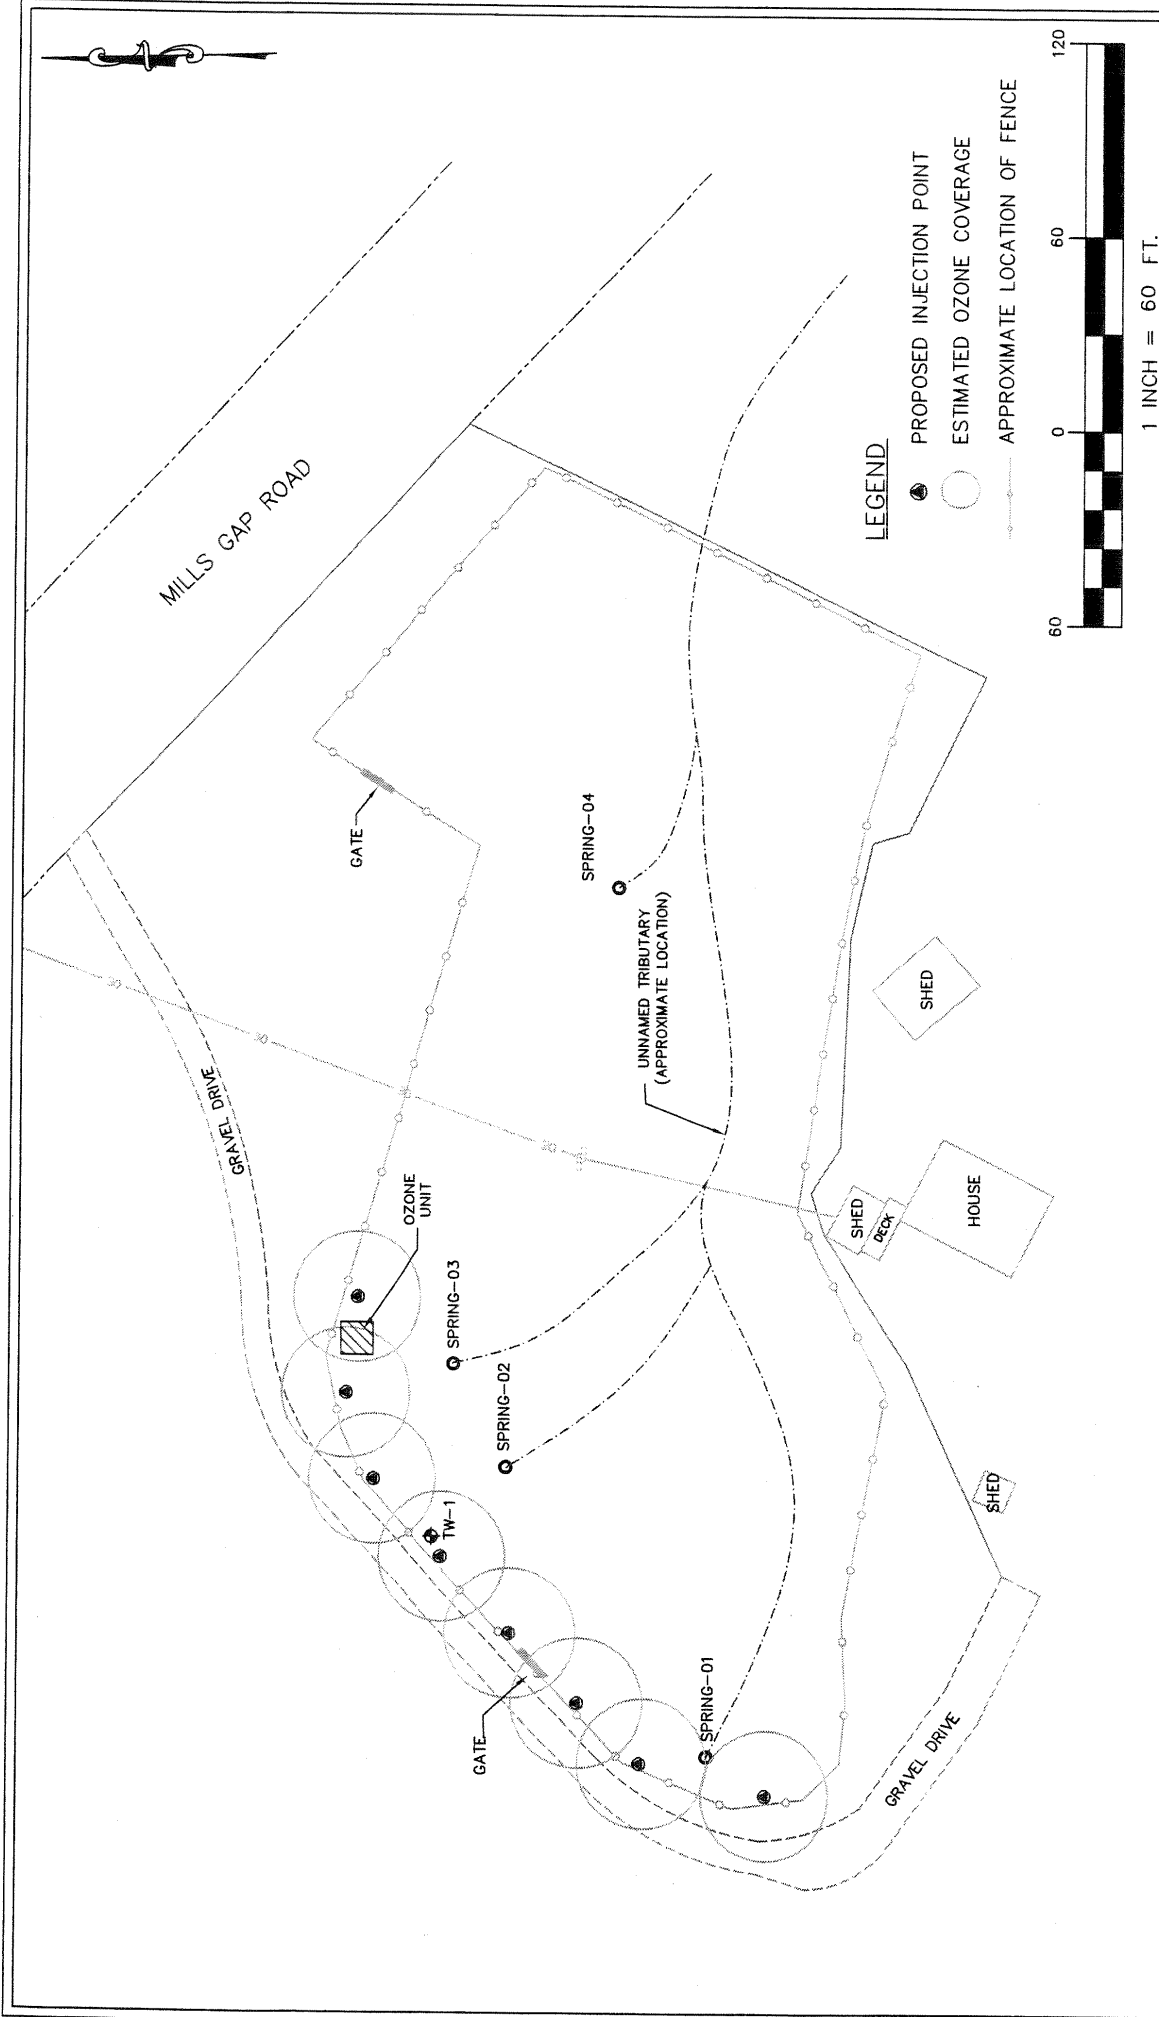 MILLS GAP ROAD
GRAVEL DRIVE
GATE
OZONE
UNIT
SPRING-03
SPRING-02
SPRING-04
UNNAMED TRIBUTARY
(APPROXIMATE LOCATION)
TW-1
GATE
SPRING-01
GRAVEL DRIVE
SHED
SHED
DECK
HOUSE
SHED
LEGEND
PROPOSED INJECTION POINT
ESTIMATED OZONE COVERAGE
APPROXIMATE LOCATION OF FENCE
60 0 60 120
1 INCH = 60 FT.